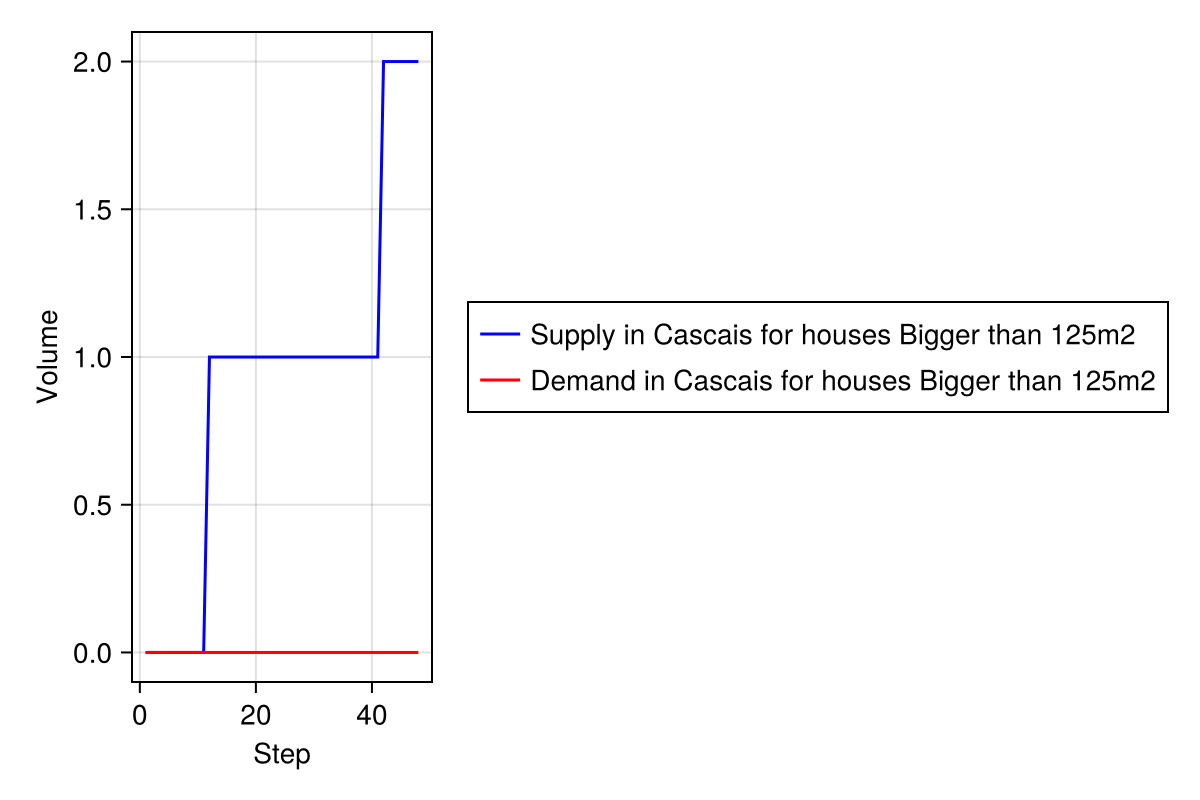 2.0
1.5
1.0
0.5
0.0
Volume
0 20 40
Step
Supply in Cascais for houses Bigger than 125m2
Demand in Cascais for houses Bigger than 125m2